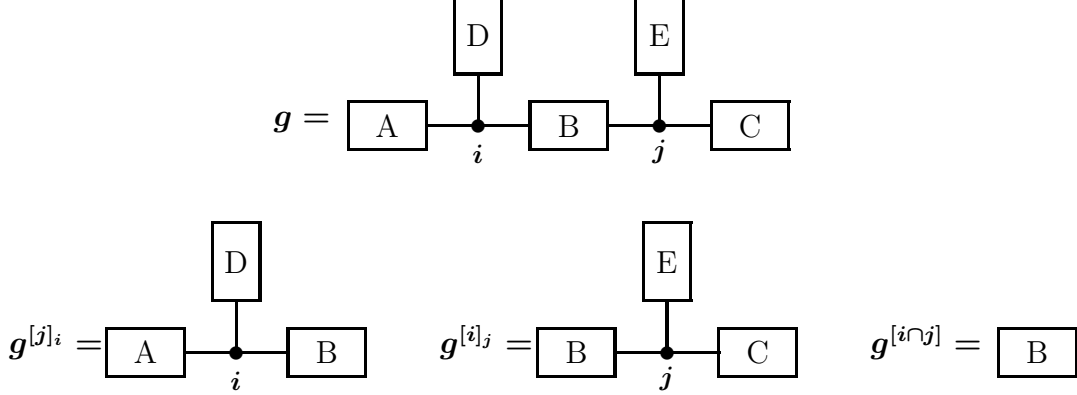 D E
g = A B C
i j
D E
g^{[j]_i} = A B g^{[i]_j} = B C g^{[i∩j]} = B
i j